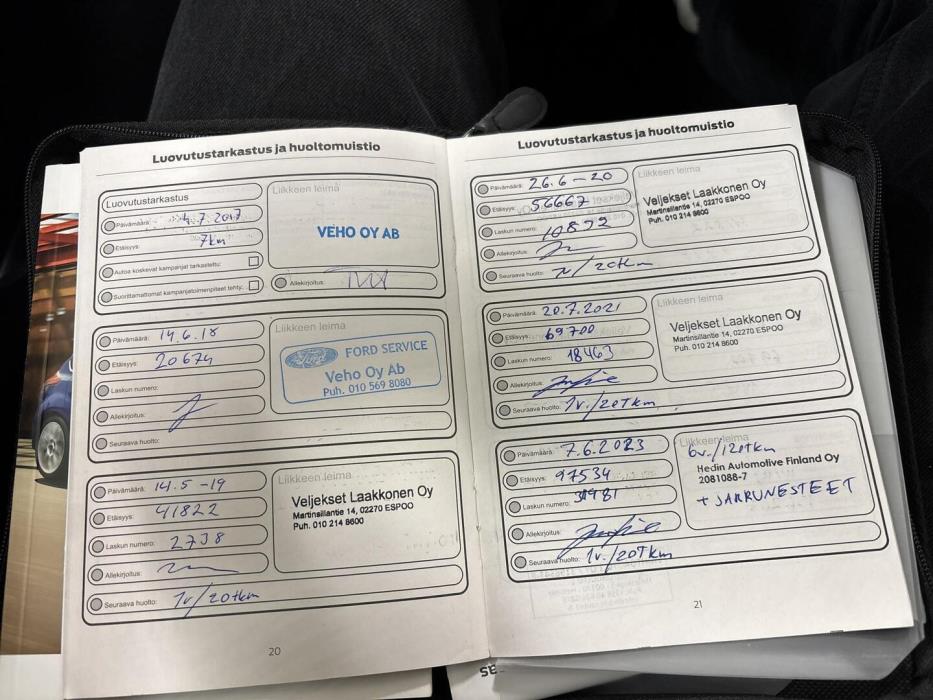 Luovutustarkastus ja huoltomuistio
Luovutustarkastus
Päivämäärä: 4.7.2017
Etäisyys: 7km
Autoa koskevat kampanjat tarkastettu:
Suorittamattomat kampanjatoimenpiteet tehty:
Liikkeen leima
VEHO OY AB
Allekirjoitus:
Päivämäärä: 14.6.18
Etäisyys: 20674
Laskun numero:
Allekirjoitus:
Seuraava huolto:
Liikkeen leima
Ford FORD SERVICE
Veho Oy Ab
Puh. 010 569 8080
Päivämäärä: 14.5-19
Etäisyys: 41822
Laskun numero: 2738
Allekirjoitus:
Seuraava huolto: 1v/20tkm
Liikkeen leima
Veljekset Laakkonen Oy
Martinsillantie 14, 02270 ESPOO
Puh. 010 214 8600
20
Luovutustarkastus ja huoltomuistio
Päivämäärä: 26.6-20
Etäisyys: 56667
Laskun numero: 10892
Allekirjoitus:
Seuraava huolto: 1v/20tkm
Liikkeen leima
Veljekset Laakkonen Oy
Martinsillantie 14, 02270 ESPOO
Puh. 010 214 8600
Päivämäärä: 20.7.2021
Etäisyys: 69700
Laskun numero: 18463
Allekirjoitus:
Seuraava huolto: 1v./20Tkm
Liikkeen leima
Veljekset Laakkonen Oy
Martinsillantie 14, 02270 ESPOO
Puh. 010 214 8600
Päivämäärä: 7.6.2023
Etäisyys: 97534
Laskun numero: 31981
Allekirjoitus:
Seuraava huolto: 1v./20Tkm
Liikkeen leima
6v./120tkm
Hedin Automotive Finland Oy
2081088-7
+ JARRUNESTEET
21